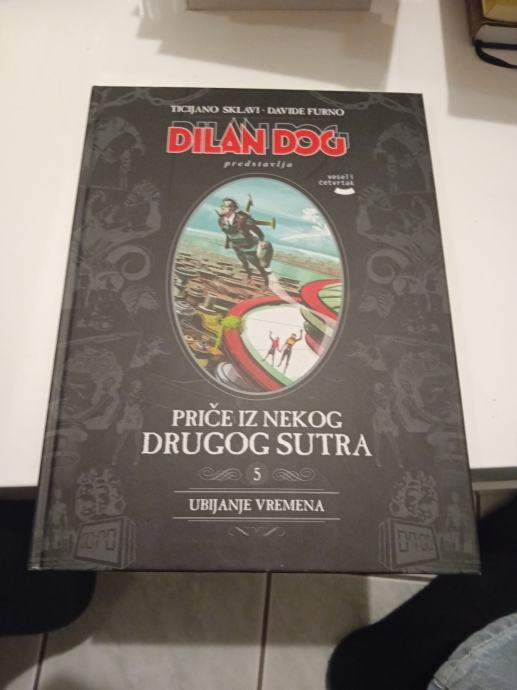 TICIJANO SKLAVI · DAVIDE FURNO
DILAN DOG
predstavlja
veseli
četvrtak
PRIČE IZ NEKOG
DRUGOG SUTRA
5
UBIJANJE VREMENA